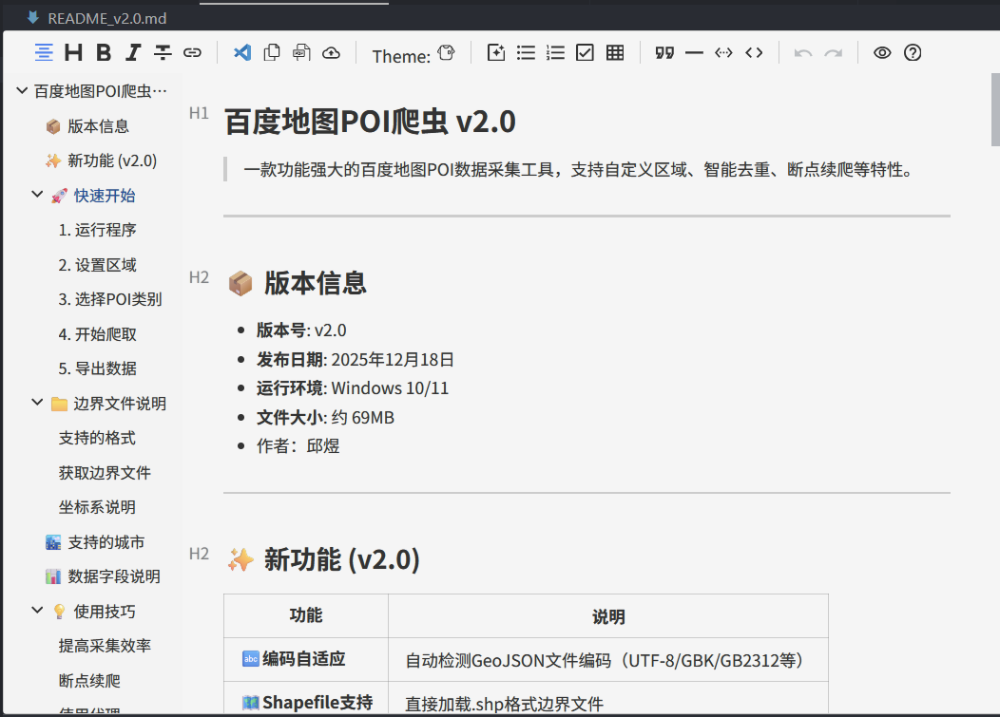 README_v2.0.md
Theme:
百度地图POI爬虫…
📦 版本信息
✨ 新功能 (v2.0)
🚀 快速开始
1. 运行程序
2. 设置区域
3. 选择POI类别
4. 开始爬取
5. 导出数据
📁 边界文件说明
支持的格式
获取边界文件
坐标系说明
🏙️ 支持的城市
📊 数据字段说明
💡 使用技巧
提高采集效率
断点续爬
使用代理
H1 百度地图POI爬虫 v2.0
一款功能强大的百度地图POI数据采集工具，支持自定义区域、智能去重、断点续爬等特性。
H2 📦 版本信息
• 版本号: v2.0
• 发布日期: 2025年12月18日
• 运行环境: Windows 10/11
• 文件大小: 约 69MB
• 作者：邱煜
H2 ✨ 新功能 (v2.0)
功能 说明
🔤 编码自适应 自动检测GeoJSON文件编码（UTF-8/GBK/GB2312等）
🗺️ Shapefile支持 直接加载.shp格式边界文件